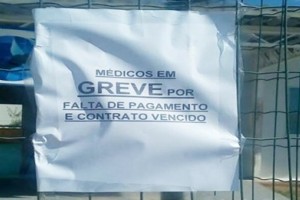 MÉDICOS EM
GREVE POR
FALTA DE PAGAMENTO
E CONTRATO VENCIDO